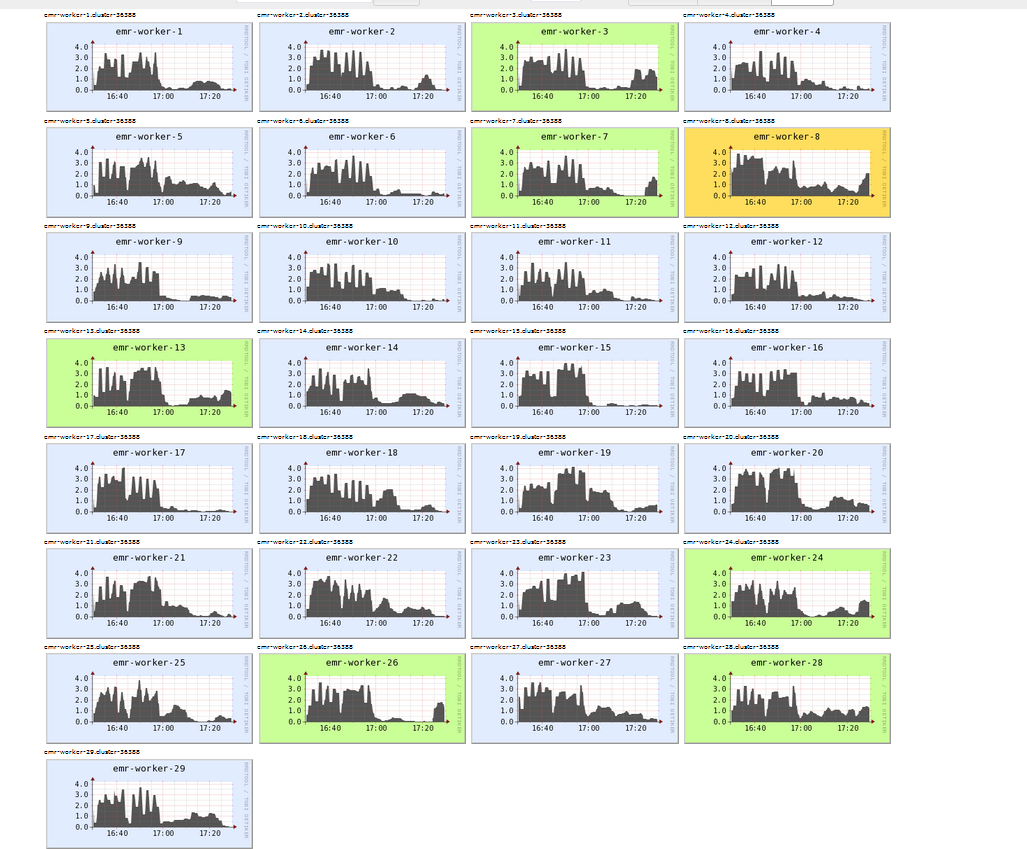 emr-worker-1.cluster-36388
emr-worker-1
4.0
3.0
2.0
1.0
0.0
16:40 17:00 17:20
RRDTOOL / TOBI OETIKER
emr-worker-2.cluster-36388
emr-worker-2
4.0
3.0
2.0
1.0
0.0
16:40 17:00 17:20
RRDTOOL / TOBI OETIKER
emr-worker-3.cluster-36388
emr-worker-3
4.0
3.0
2.0
1.0
0.0
16:40 17:00 17:20
RRDTOOL / TOBI OETIKER
emr-worker-4.cluster-36388
emr-worker-4
4.0
3.0
2.0
1.0
0.0
16:40 17:00 17:20
RRDTOOL / TOBI OETIKER
emr-worker-5.cluster-36388
emr-worker-5
4.0
3.0
2.0
1.0
0.0
16:40 17:00 17:20
RRDTOOL / TOBI OETIKER
emr-worker-6.cluster-36388
emr-worker-6
4.0
3.0
2.0
1.0
0.0
16:40 17:00 17:20
RRDTOOL / TOBI OETIKER
emr-worker-7.cluster-36388
emr-worker-7
4.0
3.0
2.0
1.0
0.0
16:40 17:00 17:20
RRDTOOL / TOBI OETIKER
emr-worker-8.cluster-36388
emr-worker-8
4.0
3.0
2.0
1.0
0.0
16:40 17:00 17:20
RRDTOOL / TOBI OETIKER
emr-worker-9.cluster-36388
emr-worker-9
4.0
3.0
2.0
1.0
0.0
16:40 17:00 17:20
RRDTOOL / TOBI OETIKER
emr-worker-10.cluster-36388
emr-worker-10
4.0
3.0
2.0
1.0
0.0
16:40 17:00 17:20
RRDTOOL / TOBI OETIKER
emr-worker-11.cluster-36388
emr-worker-11
4.0
3.0
2.0
1.0
0.0
16:40 17:00 17:20
RRDTOOL / TOBI OETIKER
emr-worker-12.cluster-36388
emr-worker-12
4.0
3.0
2.0
1.0
0.0
16:40 17:00 17:20
RRDTOOL / TOBI OETIKER
emr-worker-13.cluster-36388
emr-worker-13
4.0
3.0
2.0
1.0
0.0
16:40 17:00 17:20
RRDTOOL / TOBI OETIKER
emr-worker-14.cluster-36388
emr-worker-14
4.0
3.0
2.0
1.0
0.0
16:40 17:00 17:20
RRDTOOL / TOBI OETIKER
emr-worker-15.cluster-36388
emr-worker-15
4.0
3.0
2.0
1.0
0.0
16:40 17:00 17:20
RRDTOOL / TOBI OETIKER
emr-worker-16.cluster-36388
emr-worker-16
4.0
3.0
2.0
1.0
0.0
16:40 17:00 17:20
RRDTOOL / TOBI OETIKER
emr-worker-17.cluster-36388
emr-worker-17
4.0
3.0
2.0
1.0
0.0
16:40 17:00 17:20
RRDTOOL / TOBI OETIKER
emr-worker-18.cluster-36388
emr-worker-18
4.0
3.0
2.0
1.0
0.0
16:40 17:00 17:20
RRDTOOL / TOBI OETIKER
emr-worker-19.cluster-36388
emr-worker-19
4.0
3.0
2.0
1.0
0.0
16:40 17:00 17:20
RRDTOOL / TOBI OETIKER
emr-worker-20.cluster-36388
emr-worker-20
4.0
3.0
2.0
1.0
0.0
16:40 17:00 17:20
RRDTOOL / TOBI OETIKER
emr-worker-21.cluster-36388
emr-worker-21
4.0
3.0
2.0
1.0
0.0
16:40 17:00 17:20
RRDTOOL / TOBI OETIKER
emr-worker-22.cluster-36388
emr-worker-22
4.0
3.0
2.0
1.0
0.0
16:40 17:00 17:20
RRDTOOL / TOBI OETIKER
emr-worker-23.cluster-36388
emr-worker-23
4.0
3.0
2.0
1.0
0.0
16:40 17:00 17:20
RRDTOOL / TOBI OETIKER
emr-worker-24.cluster-36388
emr-worker-24
4.0
3.0
2.0
1.0
0.0
16:40 17:00 17:20
RRDTOOL / TOBI OETIKER
emr-worker-25.cluster-36388
emr-worker-25
4.0
3.0
2.0
1.0
0.0
16:40 17:00 17:20
RRDTOOL / TOBI OETIKER
emr-worker-26.cluster-36388
emr-worker-26
4.0
3.0
2.0
1.0
0.0
16:40 17:00 17:20
RRDTOOL / TOBI OETIKER
emr-worker-27.cluster-36388
emr-worker-27
4.0
3.0
2.0
1.0
0.0
16:40 17:00 17:20
RRDTOOL / TOBI OETIKER
emr-worker-28.cluster-36388
emr-worker-28
4.0
3.0
2.0
1.0
0.0
16:40 17:00 17:20
RRDTOOL / TOBI OETIKER
emr-worker-29.cluster-36388
emr-worker-29
4.0
3.0
2.0
1.0
0.0
16:40 17:00 17:20
RRDTOOL / TOBI OETIKER